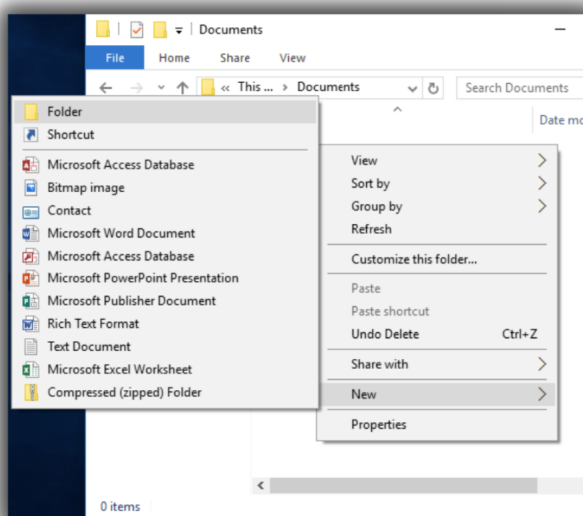 Documents
File Home Share View
« This ... > Documents Search Documents
Date mo
Folder
Shortcut
Microsoft Access Database
Bitmap image
Contact
Microsoft Word Document
Microsoft Access Database
Microsoft PowerPoint Presentation
Microsoft Publisher Document
Rich Text Format
Text Document
Microsoft Excel Worksheet
Compressed (zipped) Folder
View
Sort by
Group by
Refresh
Customize this folder...
Paste
Paste shortcut
Undo Delete Ctrl+Z
Share with
New
Properties
0 items